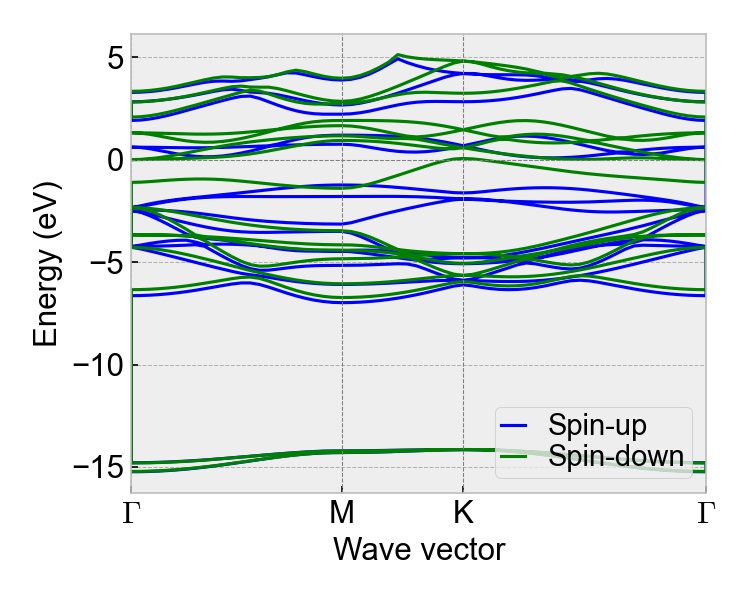 5
0
−5
−10
−15
Energy (eV)
Spin-up
Spin-down
Γ M K Γ
Wave vector